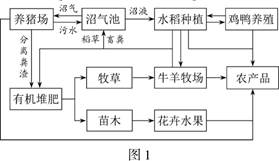 养猪场
沼气
污水
沼气池
沼液
水稻种植
鸡鸭养殖
分离粪渣
稻草
畜粪
有机堆肥
牧草
牛羊牧场
农产品
苗木
花卉水果
图1